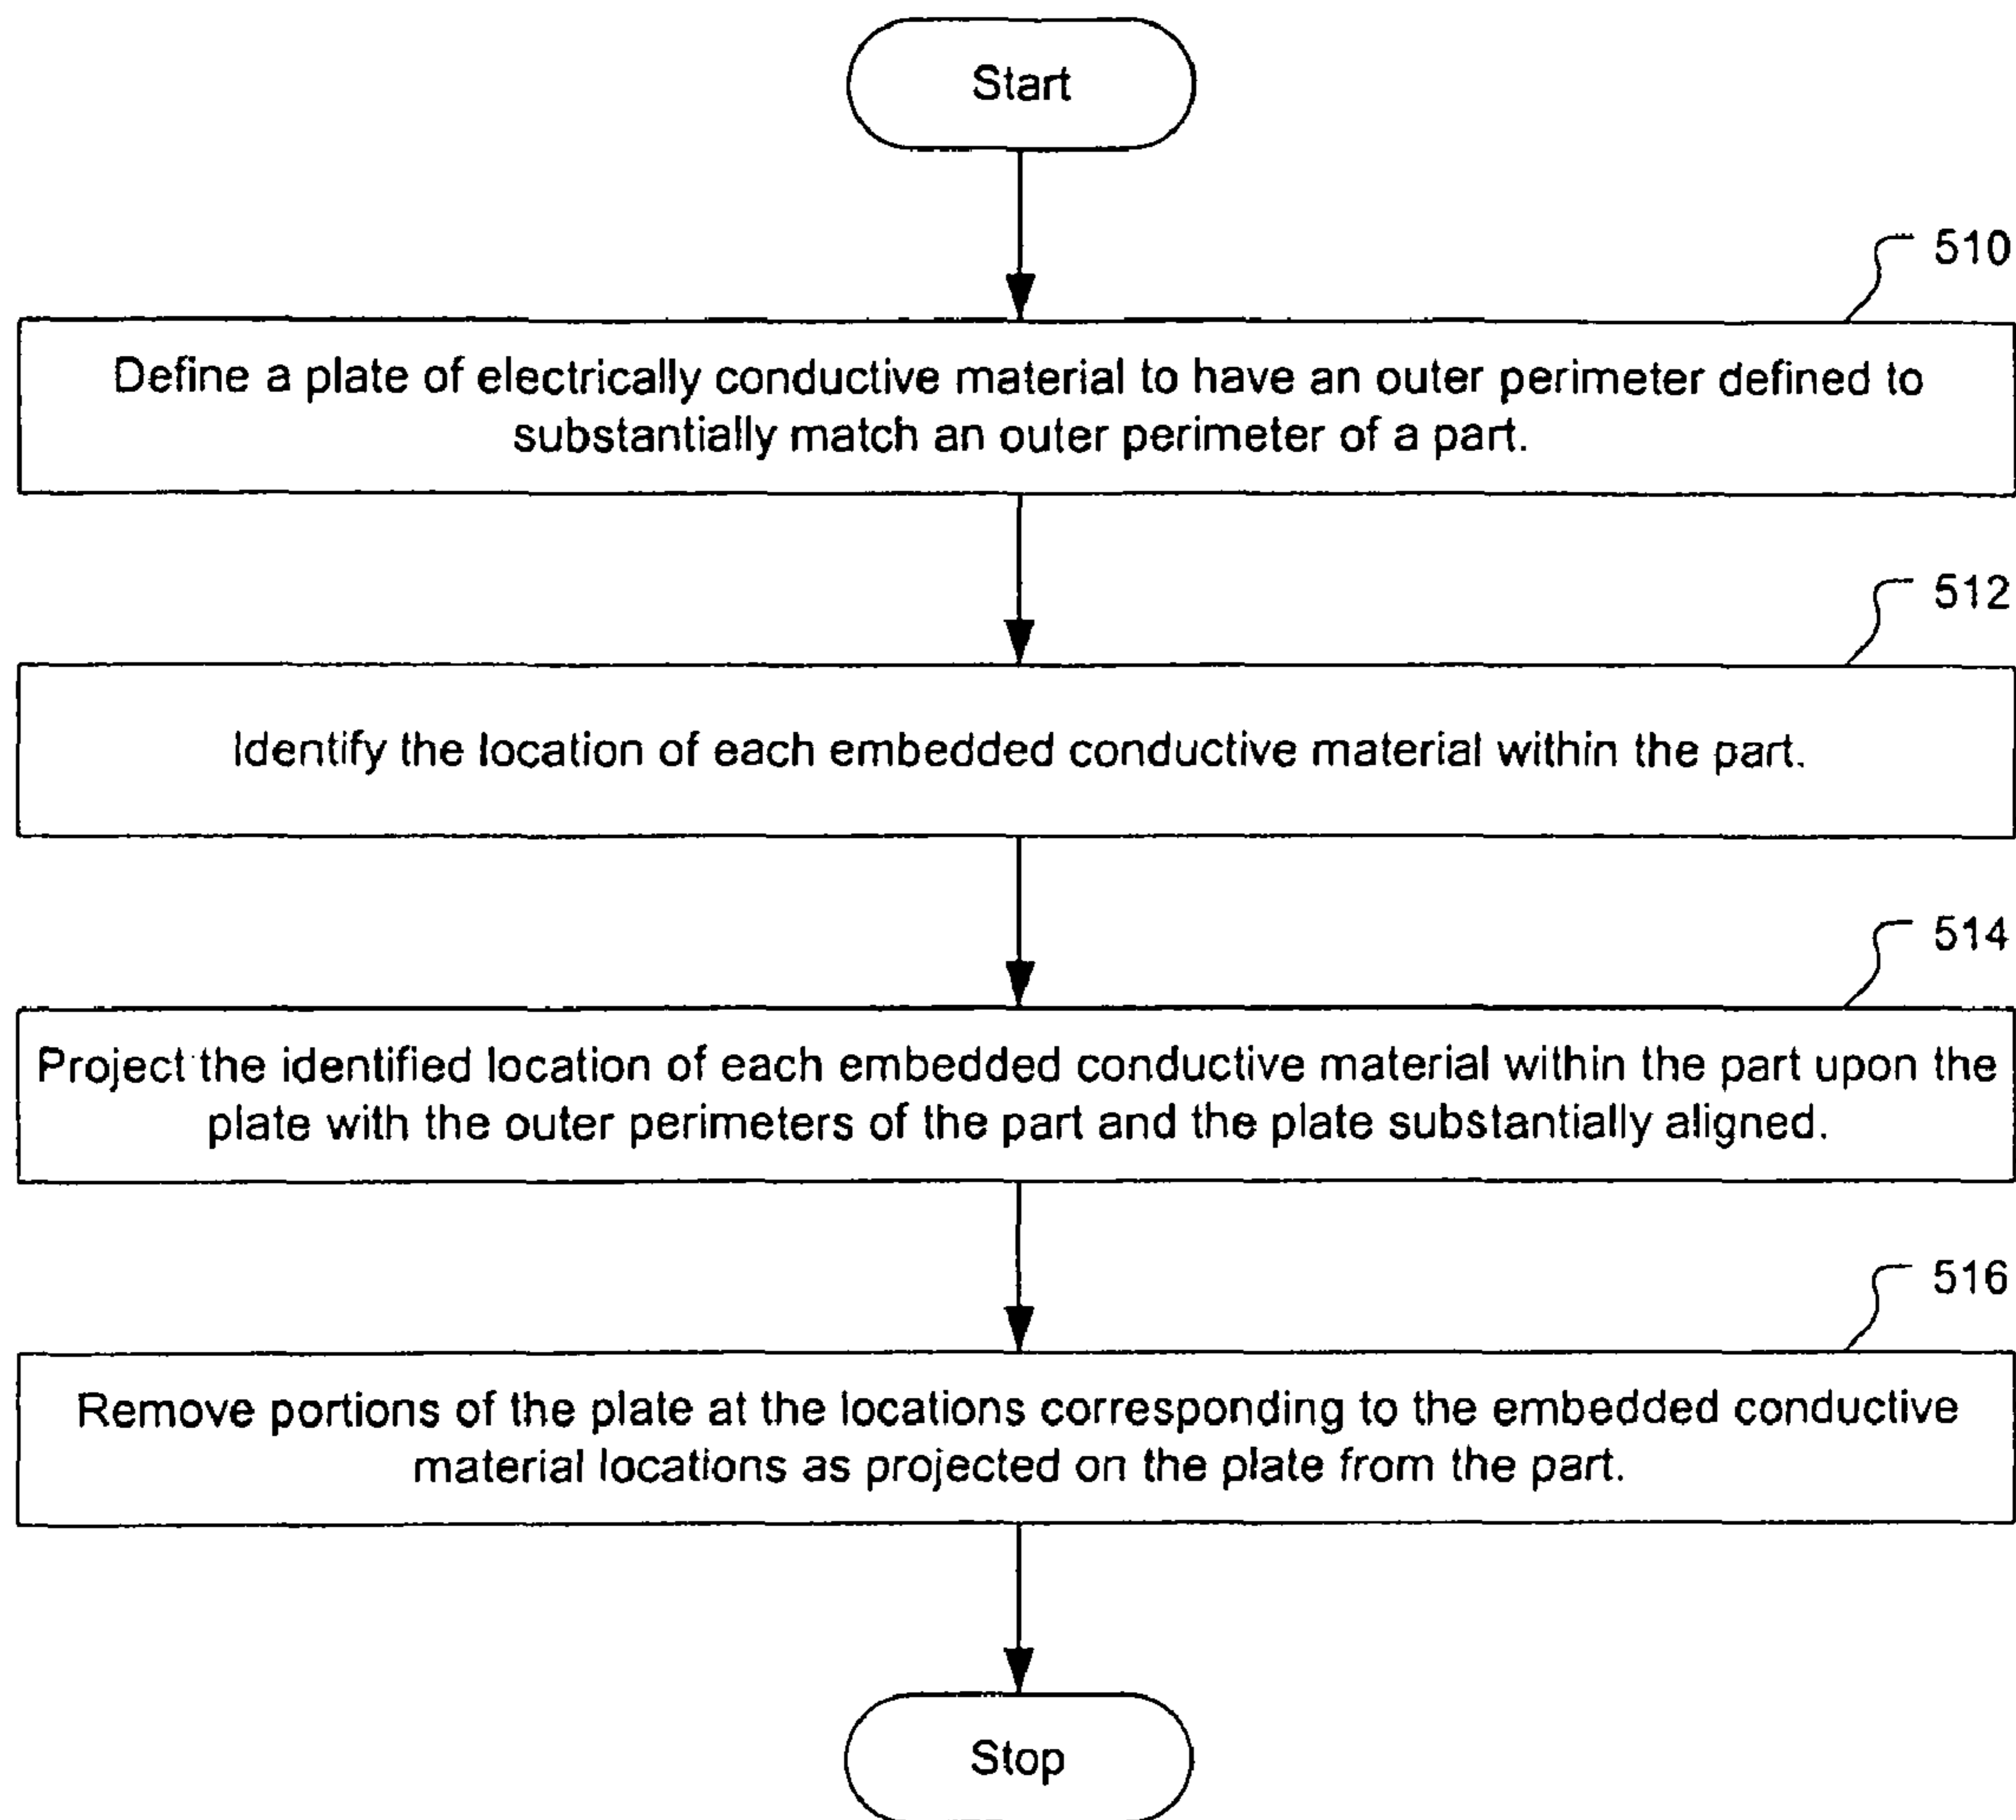 Start
510
Define a plate of electrically conductive material to have an outer perimeter defined to
substantially match an outer perimeter of a part.
512
Identify the location of each embedded conductive material within the part.
514
Project the identified location of each embedded conductive material within the part upon the
plate with the outer perimeters of the part and the plate substantially aligned.
516
Remove portions of the plate at the locations corresponding to the embedded conductive
material locations as projected on the plate from the part.
Stop